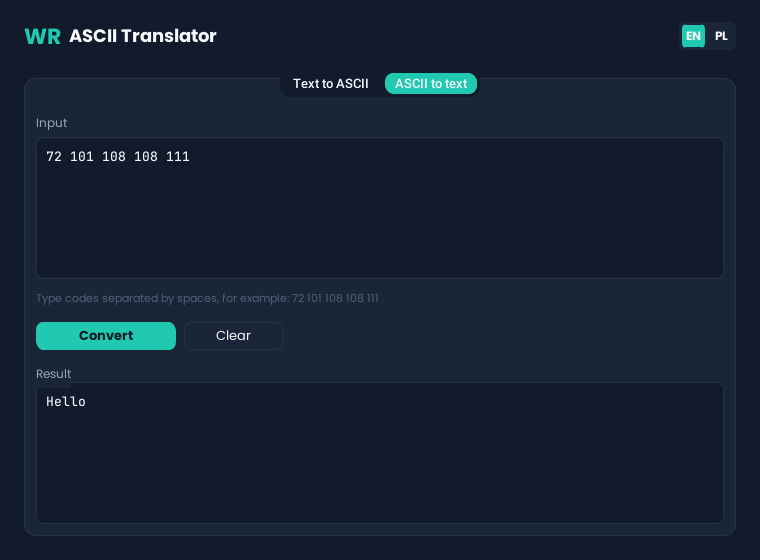 WR ASCII Translator
EN PL
Text to ASCII ASCII to text
Input
72 101 108 108 111
Type codes separated by spaces, for example: 72 101 108 108 111
Convert Clear
Result
Hello